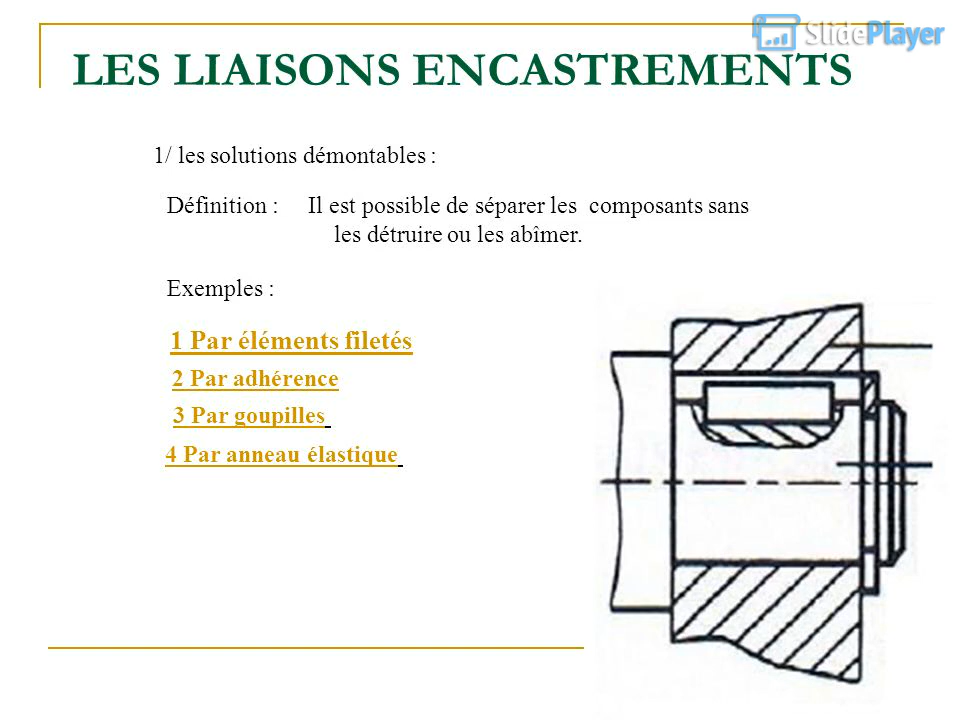 SlidePlayer
LES LIAISONS ENCASTREMENTS
1/ les solutions démontables :
Définition : Il est possible de séparer les composants sans
les détruire ou les abîmer.
Exemples :
1 Par éléments filetés
2 Par adhérence
3 Par goupilles
4 Par anneau élastique